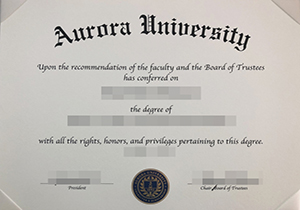 Aurora University
Upon the recommendation of the faculty and the Board of Trustees
has conferred on
the degree of
with all the rights, honors, and privileges pertaining to this degree.
President
Chair, Board of Trustees